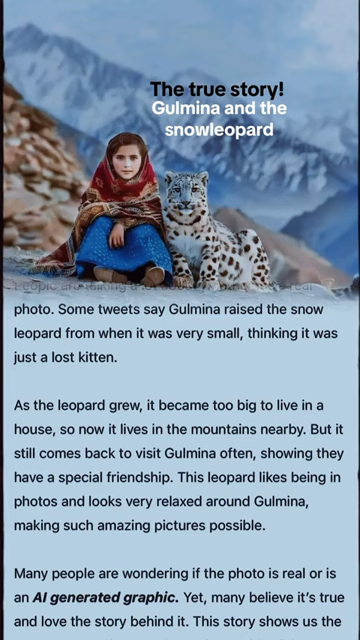 The true story!
Gulmina and the
snowleopard
photo. Some tweets say Gulmina raised the snow
leopard from when it was very small, thinking it was
just a lost kitten.
As the leopard grew, it became too big to live in a
house, so now it lives in the mountains nearby. But it
still comes back to visit Gulmina often, showing they
have a special friendship. This leopard likes being in
photos and looks very relaxed around Gulmina,
making such amazing pictures possible.
Many people are wondering if the photo is real or is
an AI generated graphic. Yet, many believe it's true
and love the story behind it. This story shows us the